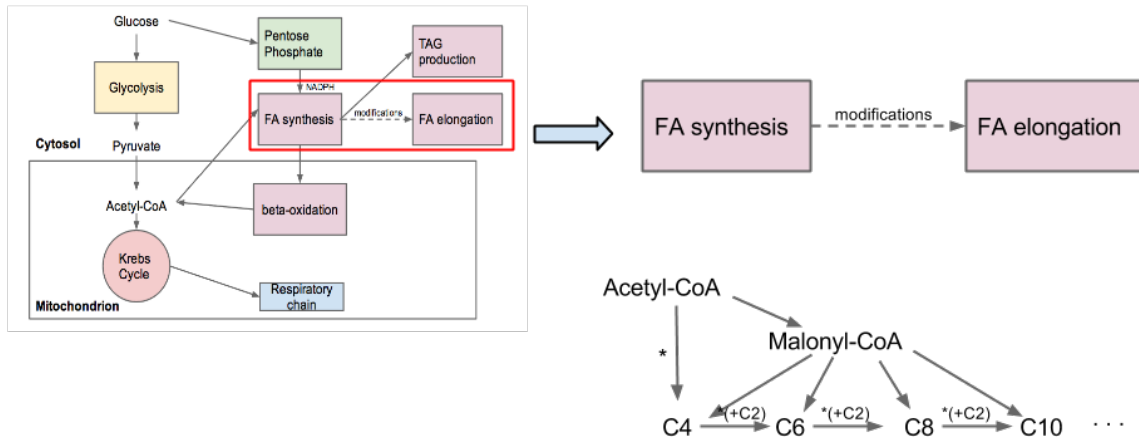 Glucose
Pentose
Phosphate
TAG
production
Glycolysis
NADPH
FA synthesis
modifications
FA elongation
Cytosol
Pyruvate
Acetyl-CoA
beta-oxidation
Krebs
Cycle
Respiratory
chain
Mitochondrion
FA synthesis
modifications
FA elongation
Acetyl-CoA
Malonyl-CoA
*
*(+C2)
*(+C2)
*(+C2)
C4
C6
C8
C10
. . .